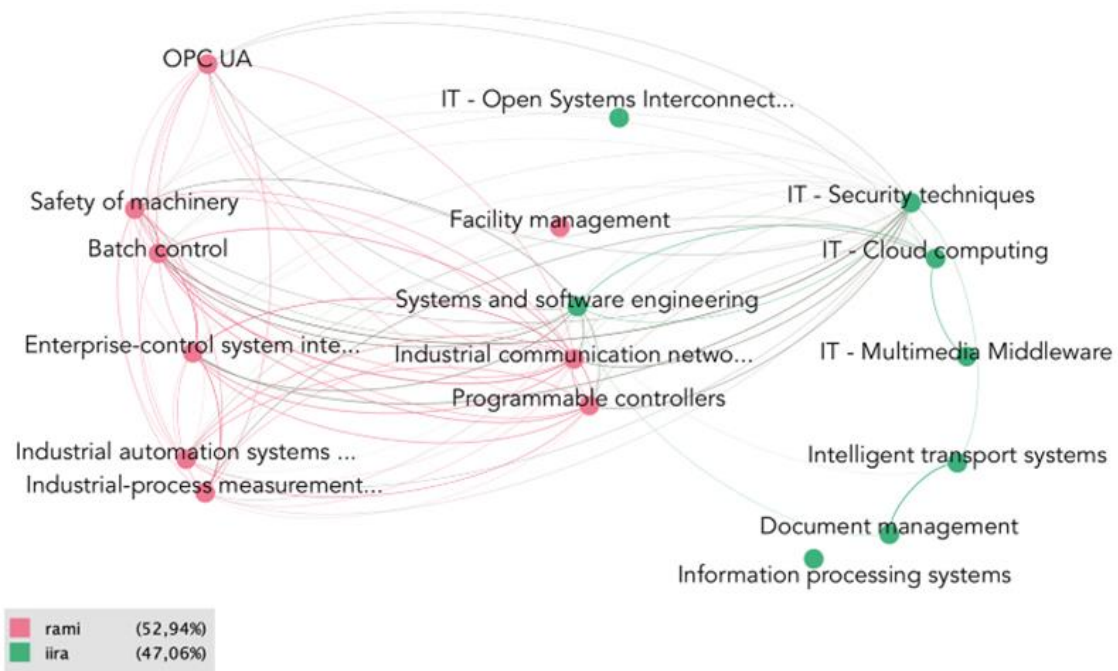 OPC UA
IT - Open Systems Interconnect...
Safety of machinery
IT - Security techniques
Facility management
Batch control
IT - Cloud computing
Systems and software engineering
Enterprise-control system inte...
Industrial communication netwo...
IT - Multimedia Middleware
Programmable controllers
Industrial automation systems ...
Intelligent transport systems
Industrial-process measurement...
Document management
Information processing systems
rami (52,94%)
iira (47,06%)